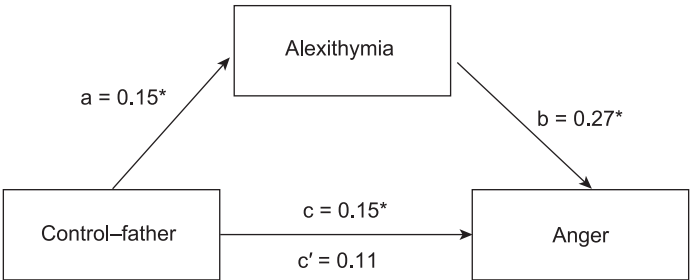 Alexithymia
a = 0.15*
b = 0.27*
Control–father
c = 0.15*
c′ = 0.11
Anger